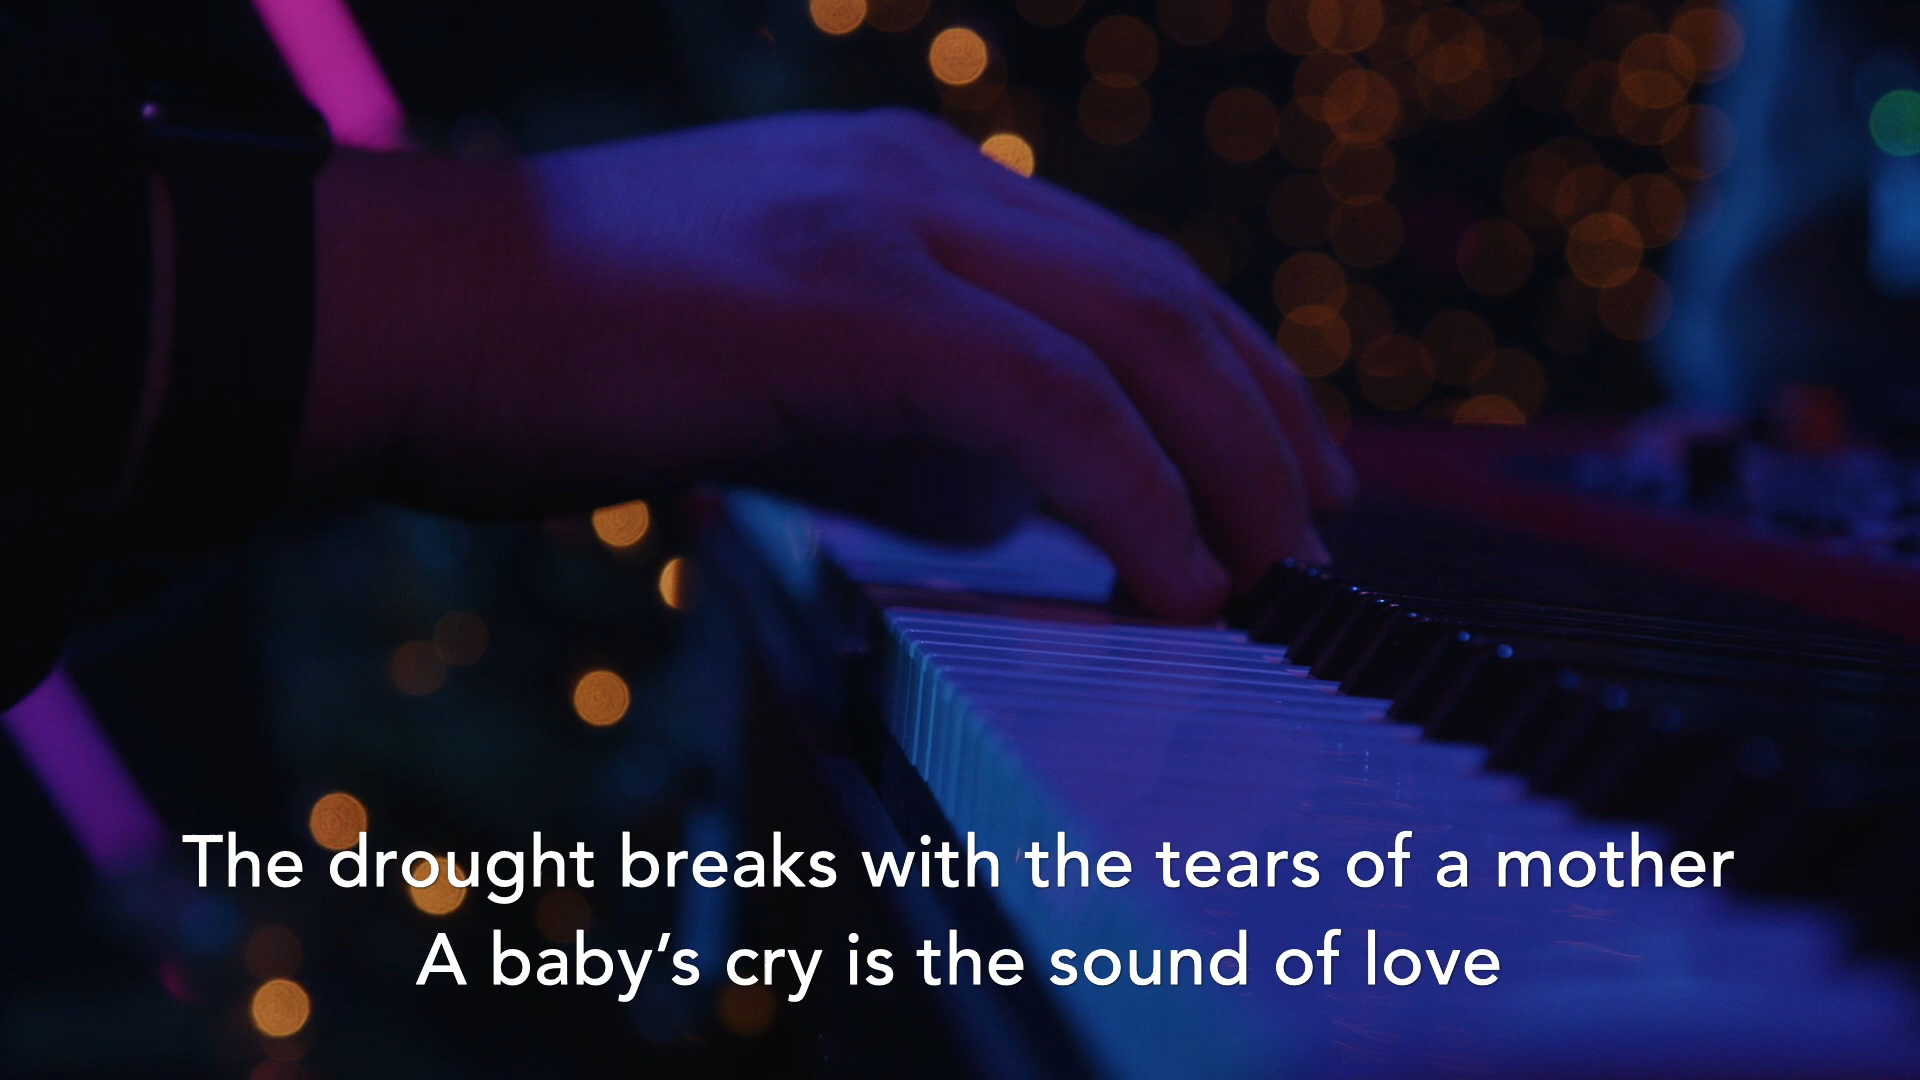 The drought breaks with the tears of a mother
A baby’s cry is the sound of love